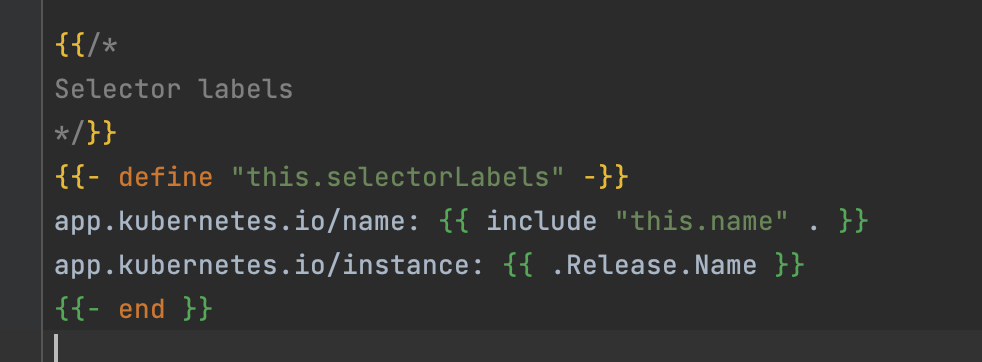 {{/*
Selector labels
*/}}
{{- define "this.selectorLabels" -}}
app.kubernetes.io/name: {{ include "this.name" . }}
app.kubernetes.io/instance: {{ .Release.Name }}
{{- end }}